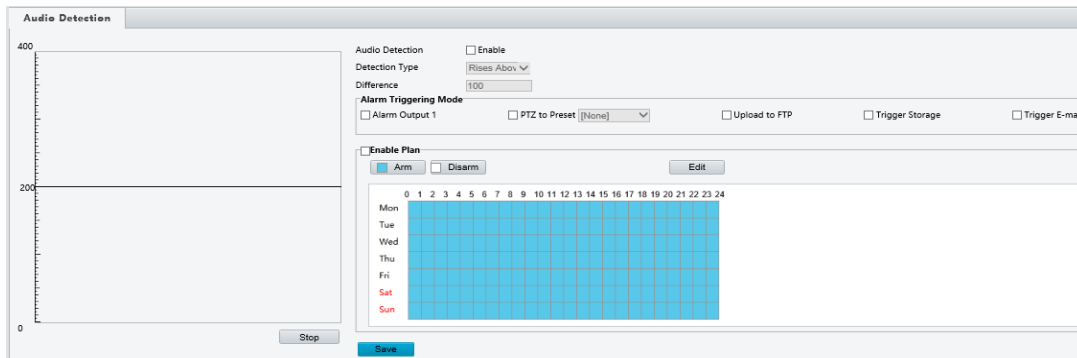 Audio Detection
400
200
0
Stop
Audio Detection Enable
Detection Type Rises Abov
Difference 100
Alarm Triggering Mode
Alarm Output 1 PTZ to Preset [None] Upload to FTP Trigger Storage Trigger E-ma
Enable Plan
Arm Disarm Edit
0 1 2 3 4 5 6 7 8 9 10 11 12 13 14 15 16 17 18 19 20 21 22 23 24
Mon
Tue
Wed
Thu
Fri
Sat
Sun
Save